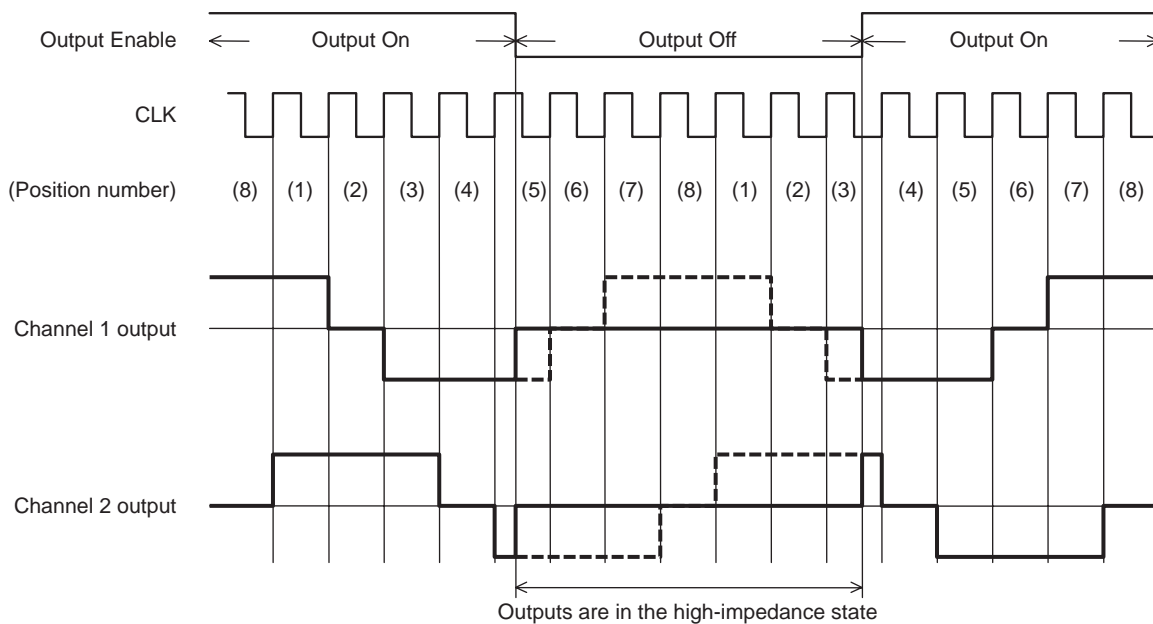 Output Enable
Output On
Output Off
Output On
CLK
(Position number)
(8) (1) (2) (3) (4) (5) (6) (7) (8) (1) (2) (3) (4) (5) (6) (7) (8)
Channel 1 output
Channel 2 output
Outputs are in the high-impedance state